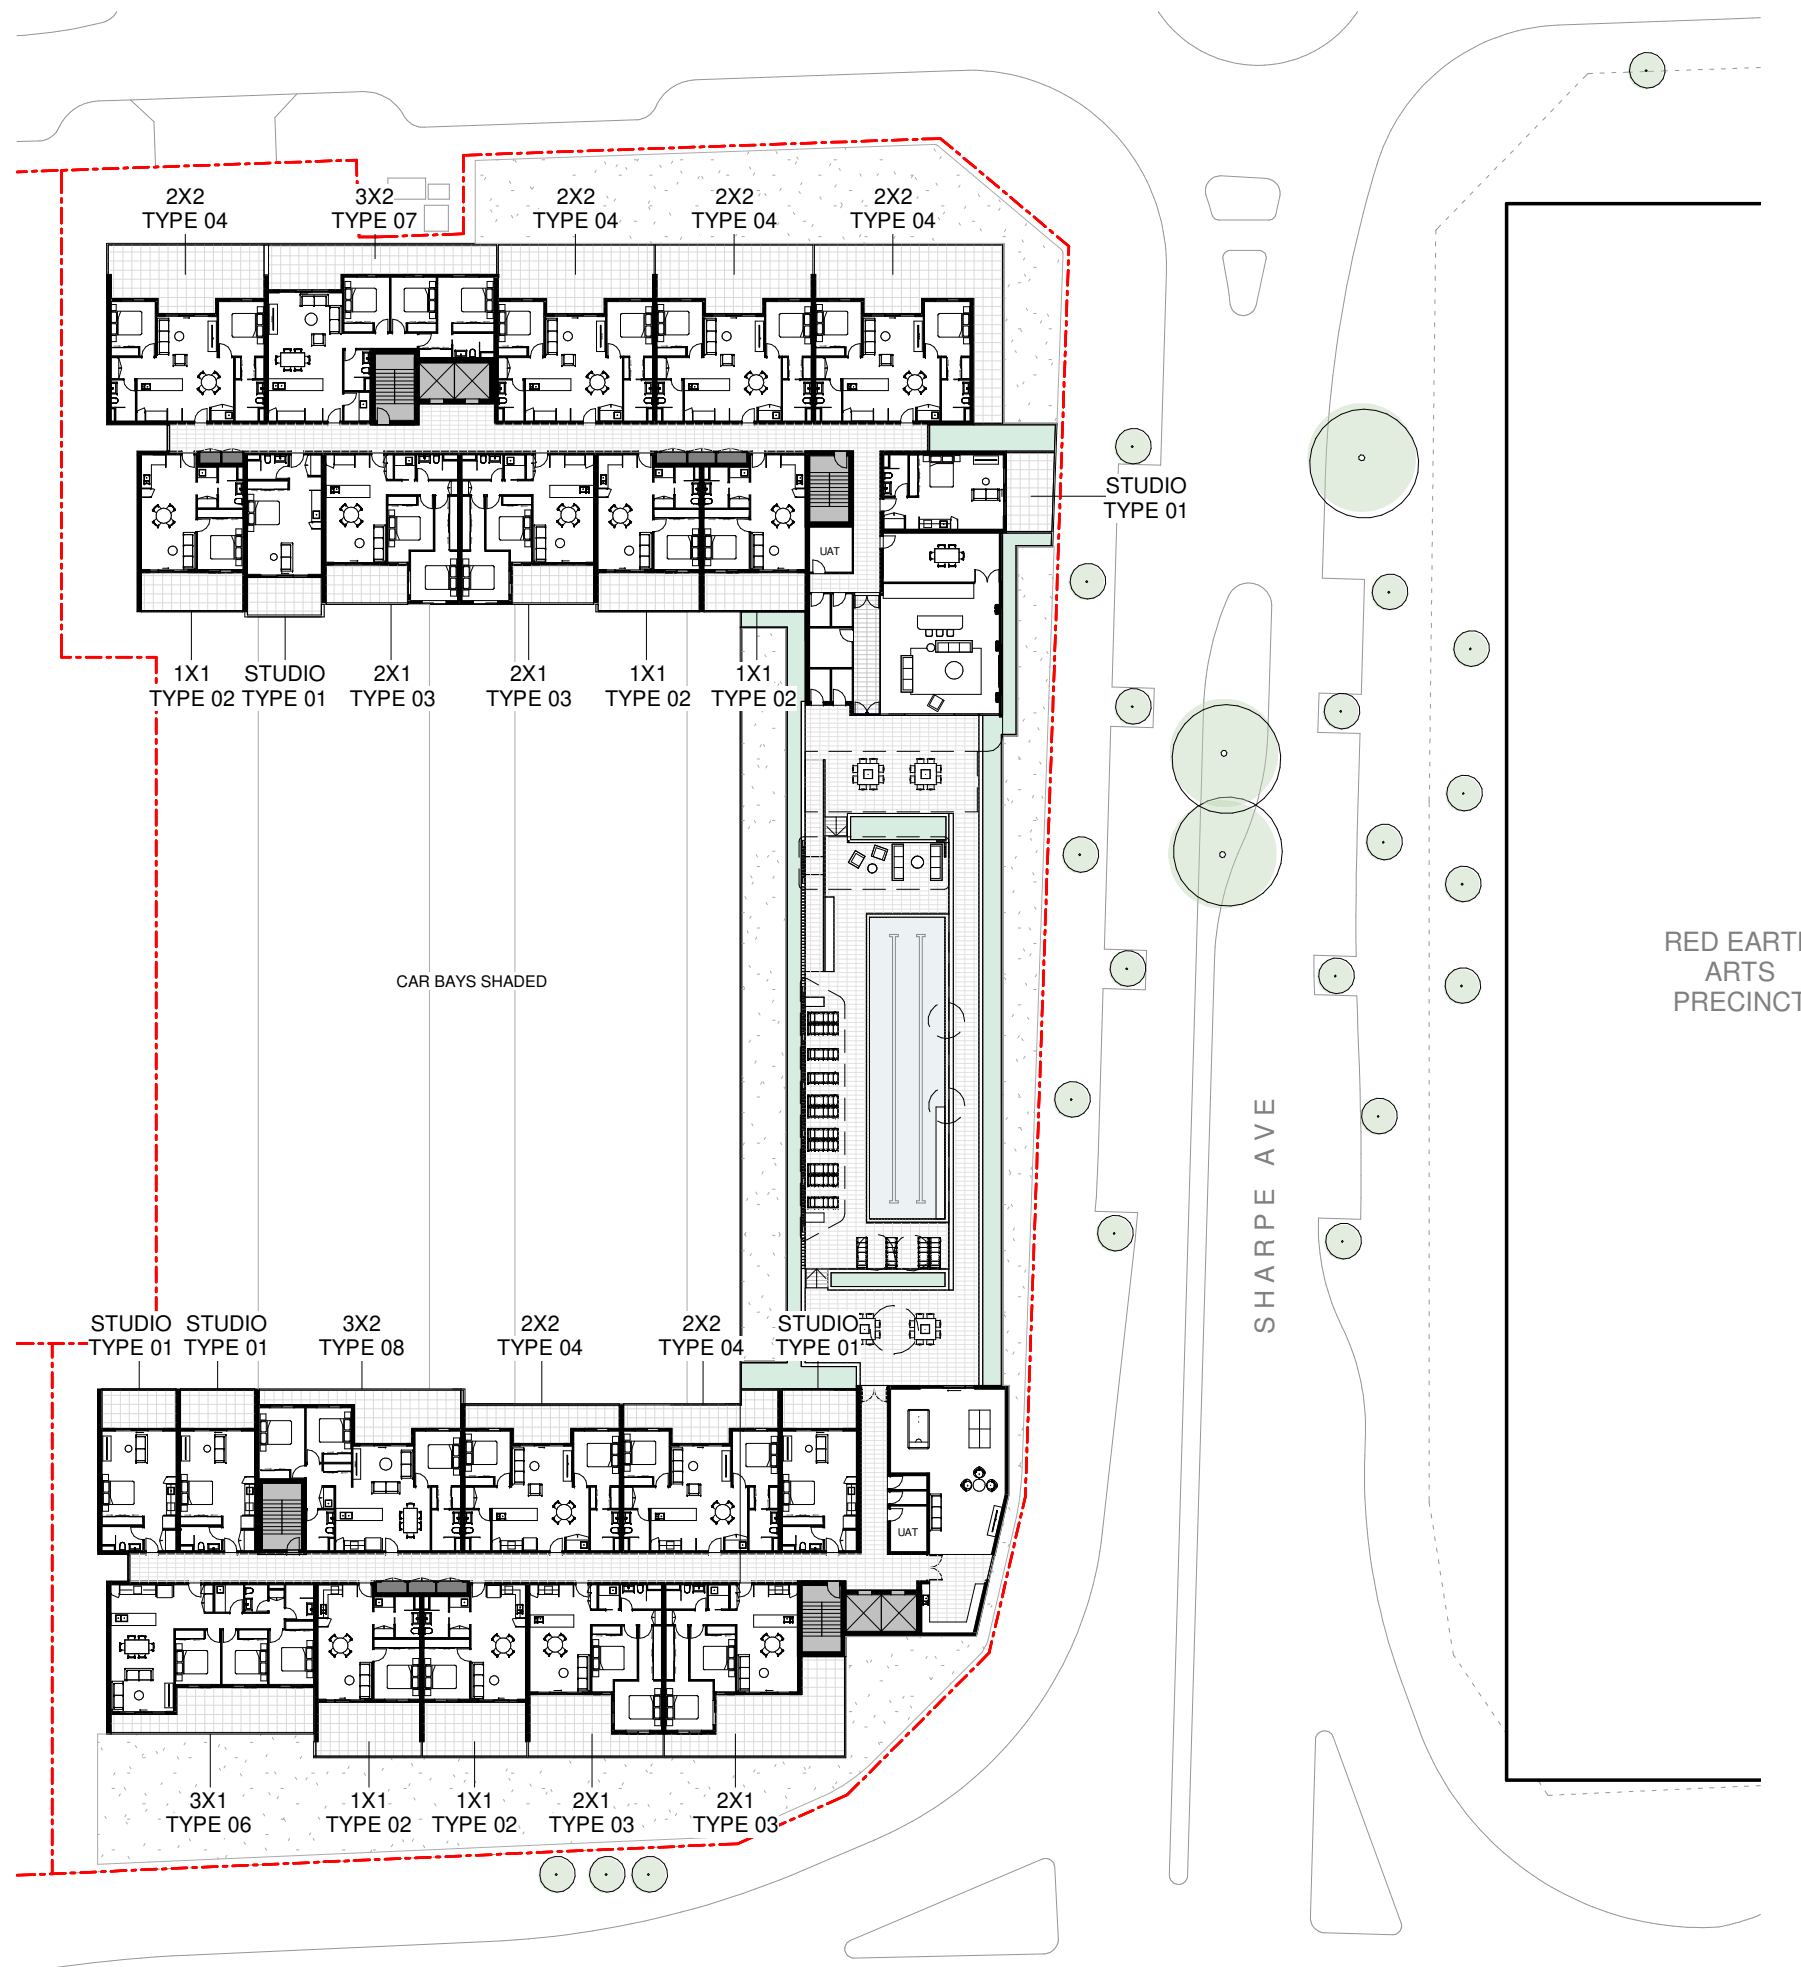 2X2
TYPE 04
3X2
TYPE 07
2X2
TYPE 04
2X2
TYPE 04
2X2
TYPE 04
STUDIO
TYPE 01
UAT
1X1
TYPE 02
STUDIO
TYPE 01
2X1
TYPE 03
2X1
TYPE 03
1X1
TYPE 02
1X1
TYPE 02
CAR BAYS SHADED
RED EARTH
ARTS
PRECINCT
SHARPE AVE
STUDIO
TYPE 01
STUDIO
TYPE 01
3X2
TYPE 08
2X2
TYPE 04
2X2
TYPE 04
STUDIO
TYPE 01
UAT
3X1
TYPE 06
1X1
TYPE 02
1X1
TYPE 02
2X1
TYPE 03
2X1
TYPE 03